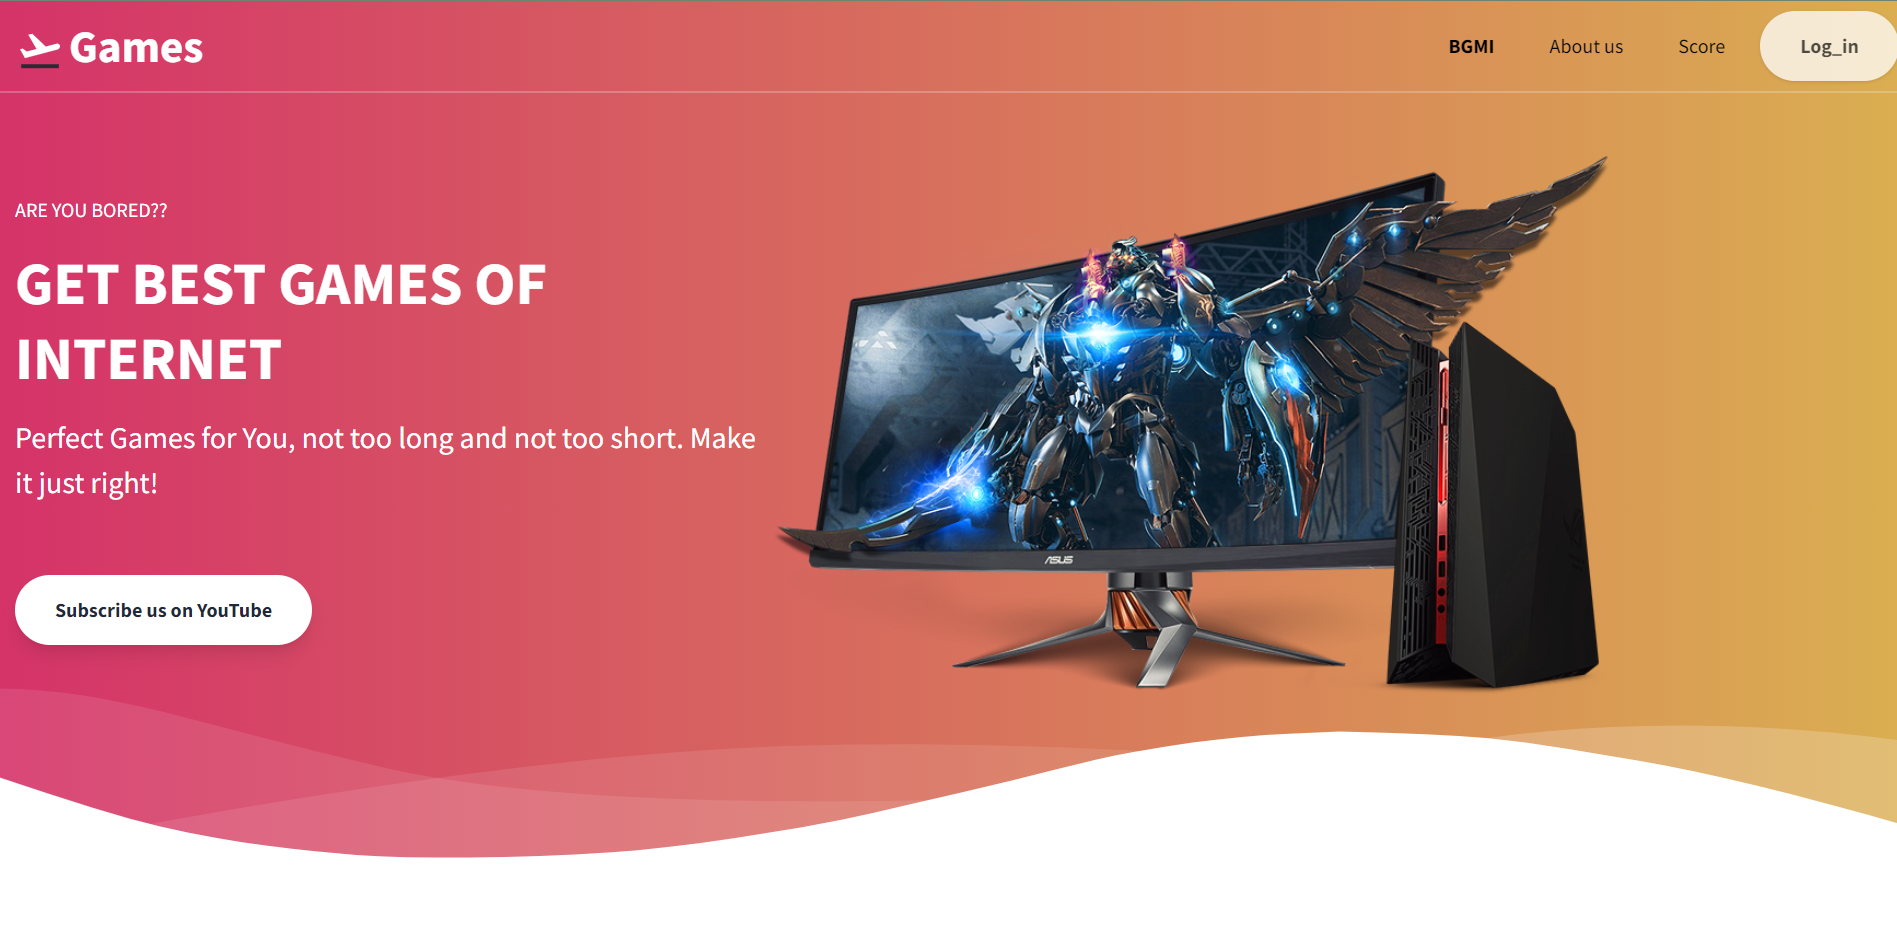 Games
BGMI
About us
Score
Log_in
ARE YOU BORED??
GET BEST GAMES OF
INTERNET
Perfect Games for You, not too long and not too short. Make
it just right!
Subscribe us on YouTube
ASUS